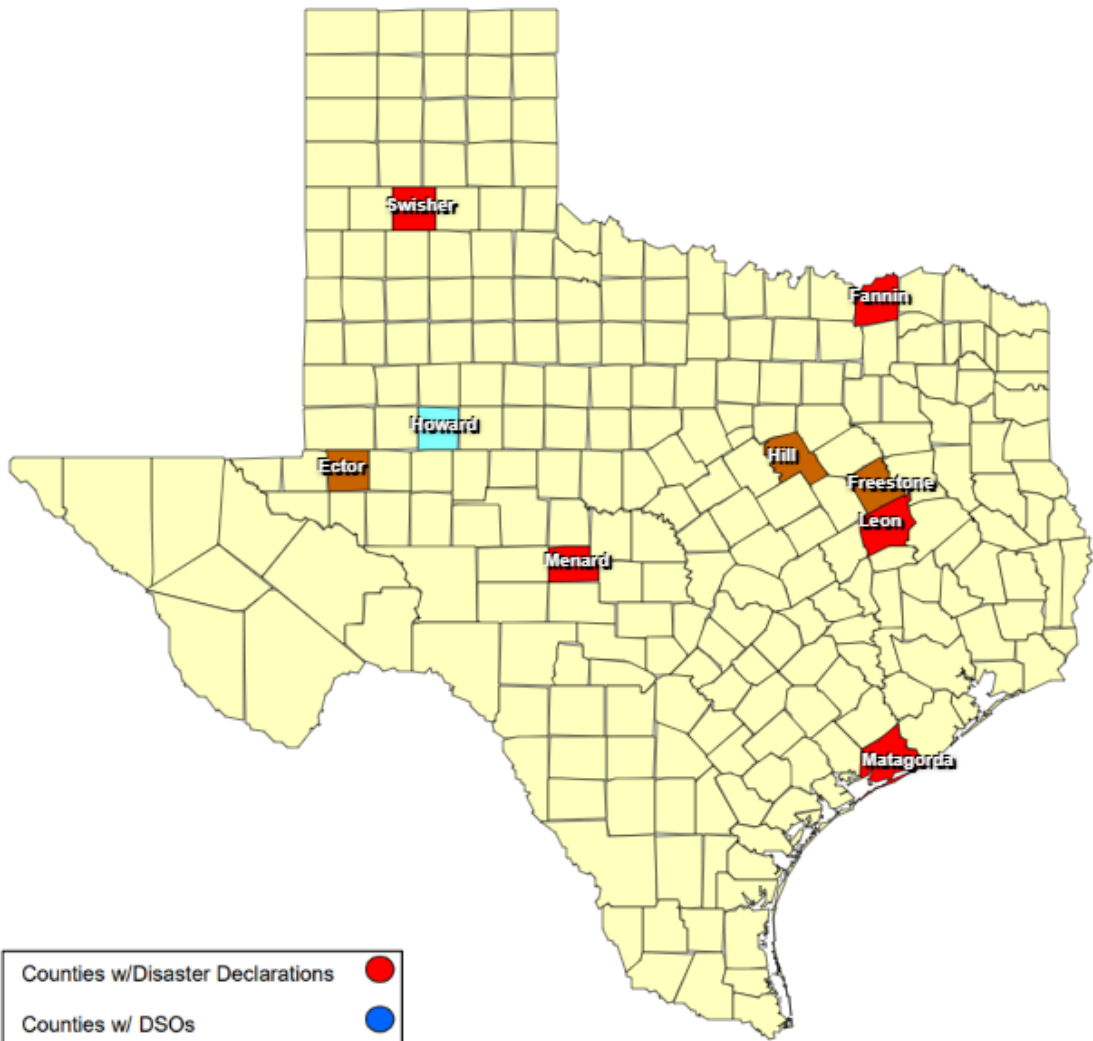 Swisher
Fannin
Howard
Hill
Ector
Freestone
Leon
Menard
Matagorda
Counties w/Disaster Declarations
Counties w/ DSOs